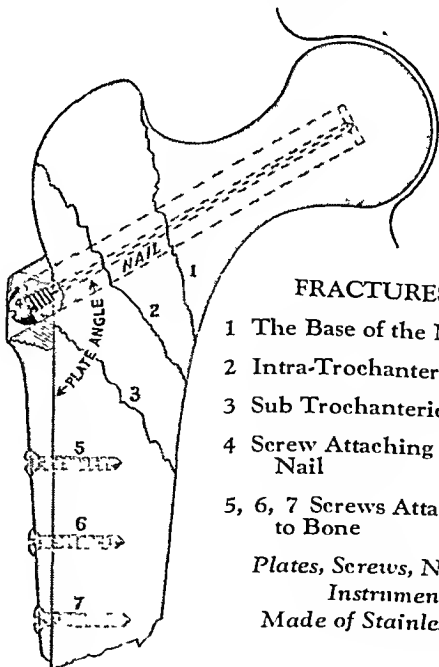 NAIL
1
2
PLATE ANGLE
3
4
5
6
7
FRACTURES
1 The Base of the
2 Intra-Trochanter
3 Sub Trochanteric
4 Screw Attaching
Nail
5, 6, 7 Screws Atta
to Bone
Plates, Screws, N
Instrumen
Made of Stainle